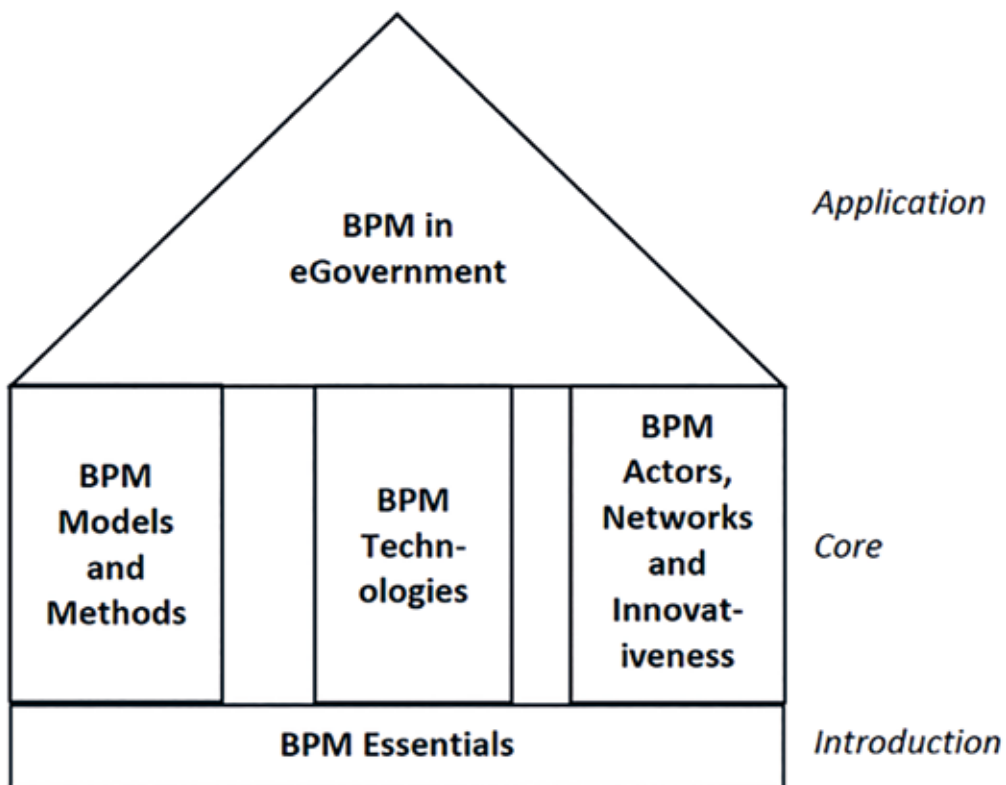 BPM in
eGovernment
Application
BPM
Models
and
Methods
BPM
Techn-
ologies
BPM
Actors,
Networks
and
Innovat-
iveness
Core
BPM Essentials
Introduction